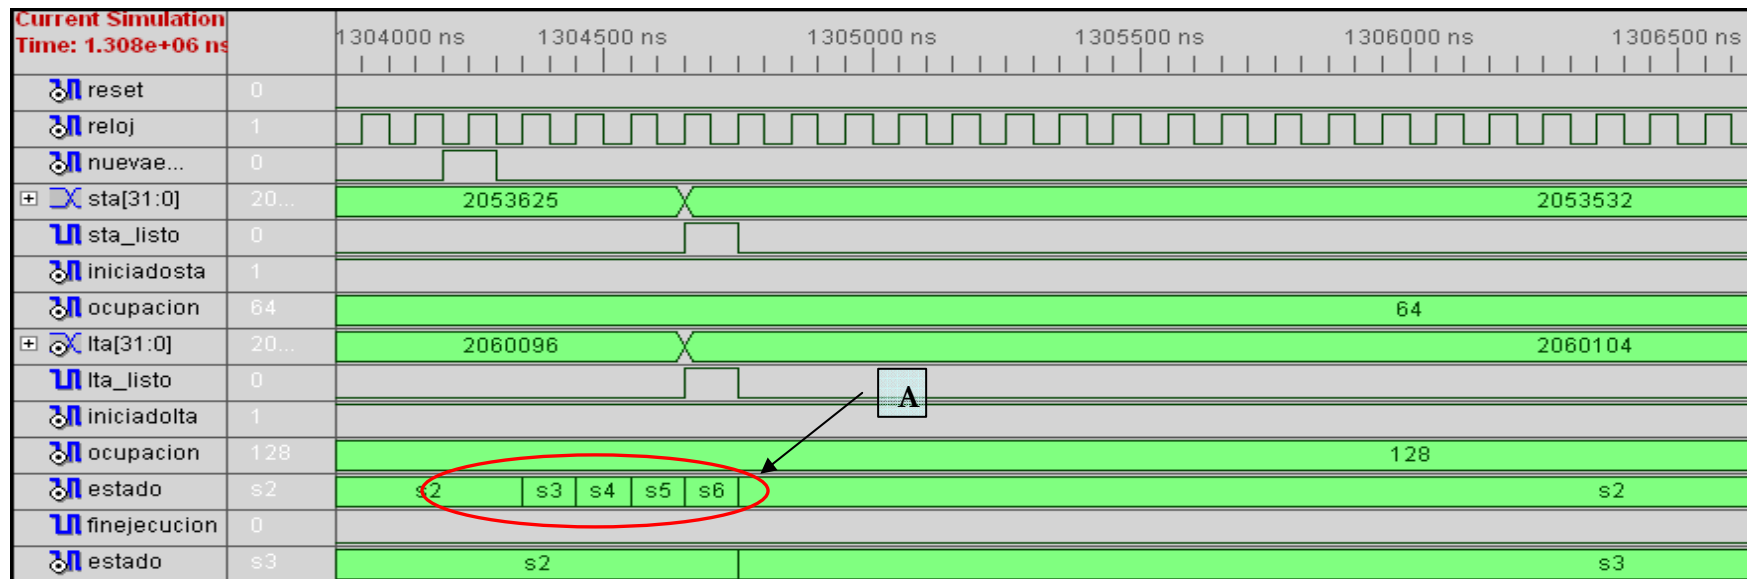 Current Simulation
Time: 1.308e+06 ns
1304000 ns 1304500 ns 1305000 ns 1305500 ns 1306000 ns 1306500 ns
reset 0
reloj 1
nuevae... 0
sta[31:0] 20... 2053625 2053532
sta_listo 0
iniciadosta 1
ocupacion 64 64
lta[31:0] 20... 2060096 2060104
lta_listo 0
A
iniciadolta 1
ocupacion 128 128
estado s2 s2 s3 s4 s5 s6 s2
finejecucion 0
estado s3 s2 s3